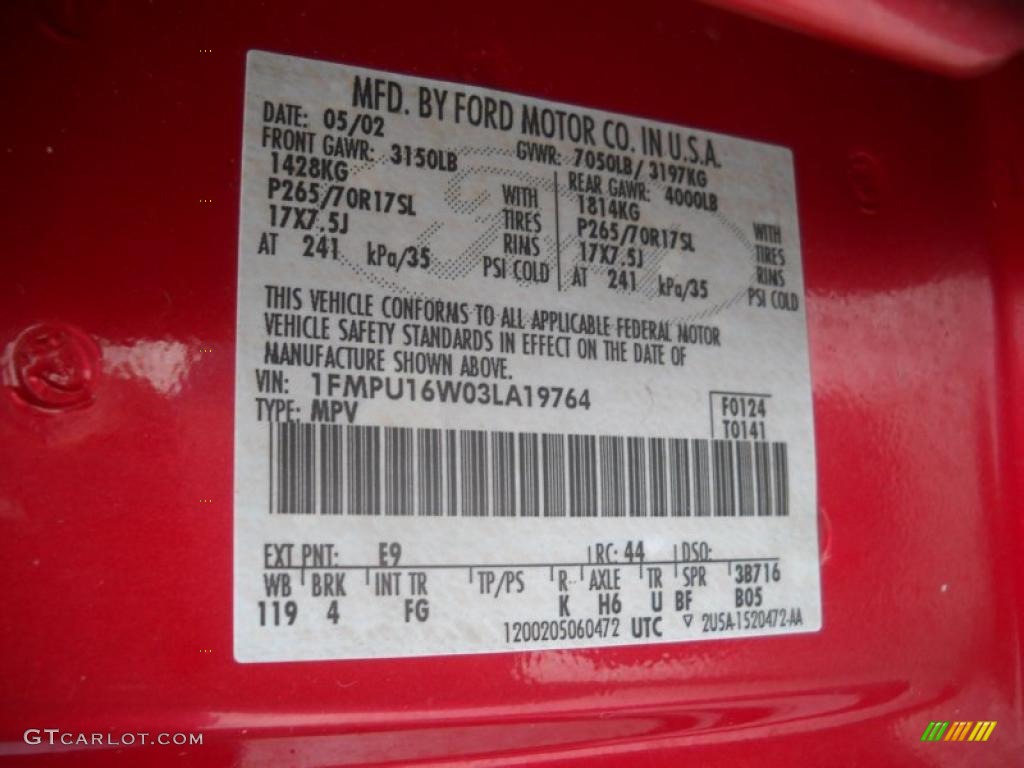 MFD. BY FORD MOTOR CO. IN U.S.A.
DATE: 05/02 GVWR: 7050LB/ 3197KG
FRONT GAWR: 3150LB REAR GAWR: 4000LB
1428KG WITH 1814KG WITH
P265/70R17SL TIRES P265/70R17SL TIRES
17X7.5J RIMS 17X7.5J RIMS
AT 241 kPa/35 PSI COLD AT 241 kPa/35 PSI COLD
THIS VEHICLE CONFORMS TO ALL APPLICABLE FEDERAL MOTOR
VEHICLE SAFETY STANDARDS IN EFFECT ON THE DATE OF
MANUFACTURE SHOWN ABOVE.
VIN: 1FMPU16W03LA19764
TYPE: MPV
F0124
T0141
EXT PNT: E9 RC: 44 DSO:
WB BRK INT TR TP/PS R AXLE TR SPR 3B716
119 4 FG K H6 U BF B05
1200205060472 UTC ▽ 2U5A-1520472-AA
GTCARLOT.COM